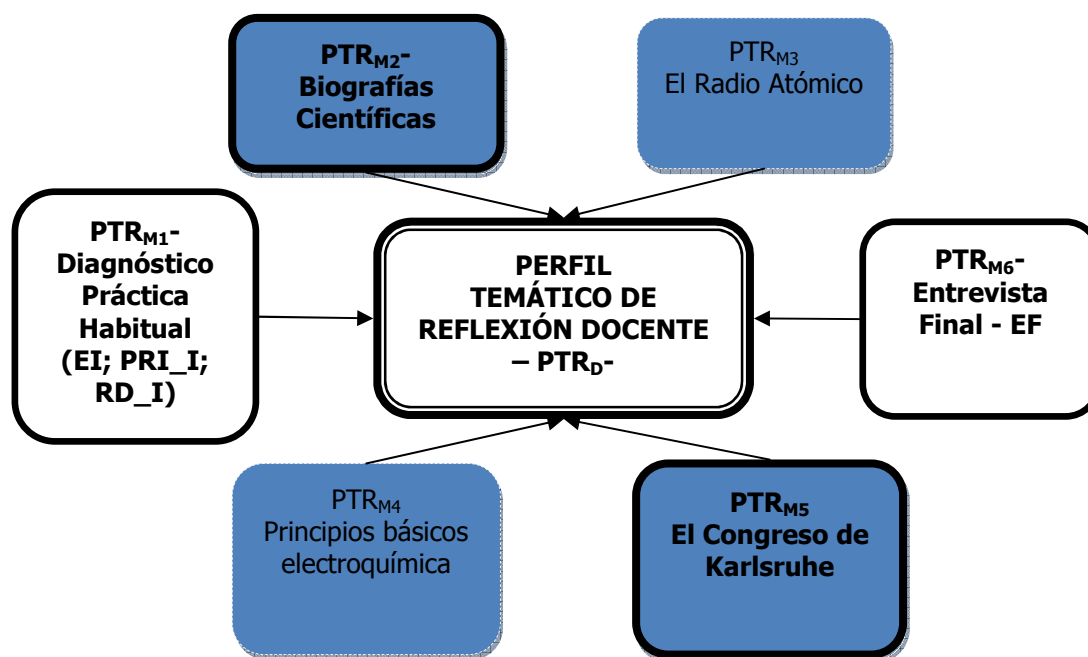 PTRM2-
Biografías
Científicas
PTRM3
El Radio Atómico
PTRM1-
Diagnóstico
Práctica
Habitual
(EI; PRI_I;
RD_I)
PERFIL
TEMÁTICO DE
REFLEXIÓN DOCENTE
– PTRD-
PTRM6-
Entrevista
Final - EF
PTRM4
Principios básicos
electroquímica
PTRM5
El Congreso de
Karlsruhe